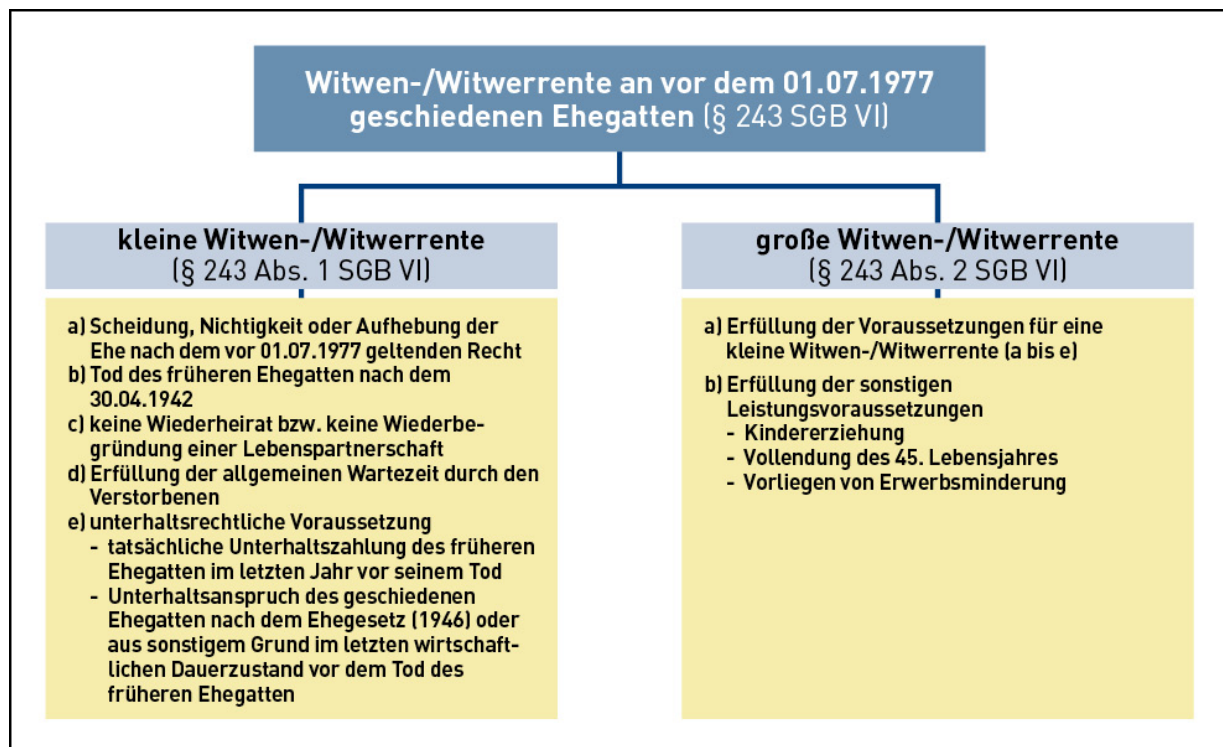 Witwen-/Witwerrente an vor dem 01.07.1977
geschiedenen Ehegatten (§ 243 SGB VI)
kleine Witwen-/Witwerrente
(§ 243 Abs. 1 SGB VI)
a) Scheidung, Nichtigkeit oder Aufhebung der
Ehe nach dem vor 01.07.1977 geltenden Recht
b) Tod des früheren Ehegatten nach dem
30.04.1942
c) keine Wiederheirat bzw. keine Wiederbe-
gründung einer Lebenspartnerschaft
d) Erfüllung der allgemeinen Wartezeit durch den
Verstorbenen
e) unterhaltsrechtliche Voraussetzung
- tatsächliche Unterhaltszahlung des früheren
Ehegatten im letzten Jahr vor seinem Tod
- Unterhaltsanspruch des geschiedenen
Ehegatten nach dem Ehegesetz (1946) oder
aus sonstigem Grund im letzten wirtschaft-
lichen Dauerzustand vor dem Tod des
früheren Ehegatten
große Witwen-/Witwerrente
(§ 243 Abs. 2 SGB VI)
a) Erfüllung der Voraussetzungen für eine
kleine Witwen-/Witwerrente (a bis e)
b) Erfüllung der sonstigen
Leistungsvoraussetzungen
- Kindererziehung
- Vollendung des 45. Lebensjahres
- Vorliegen von Erwerbsminderung